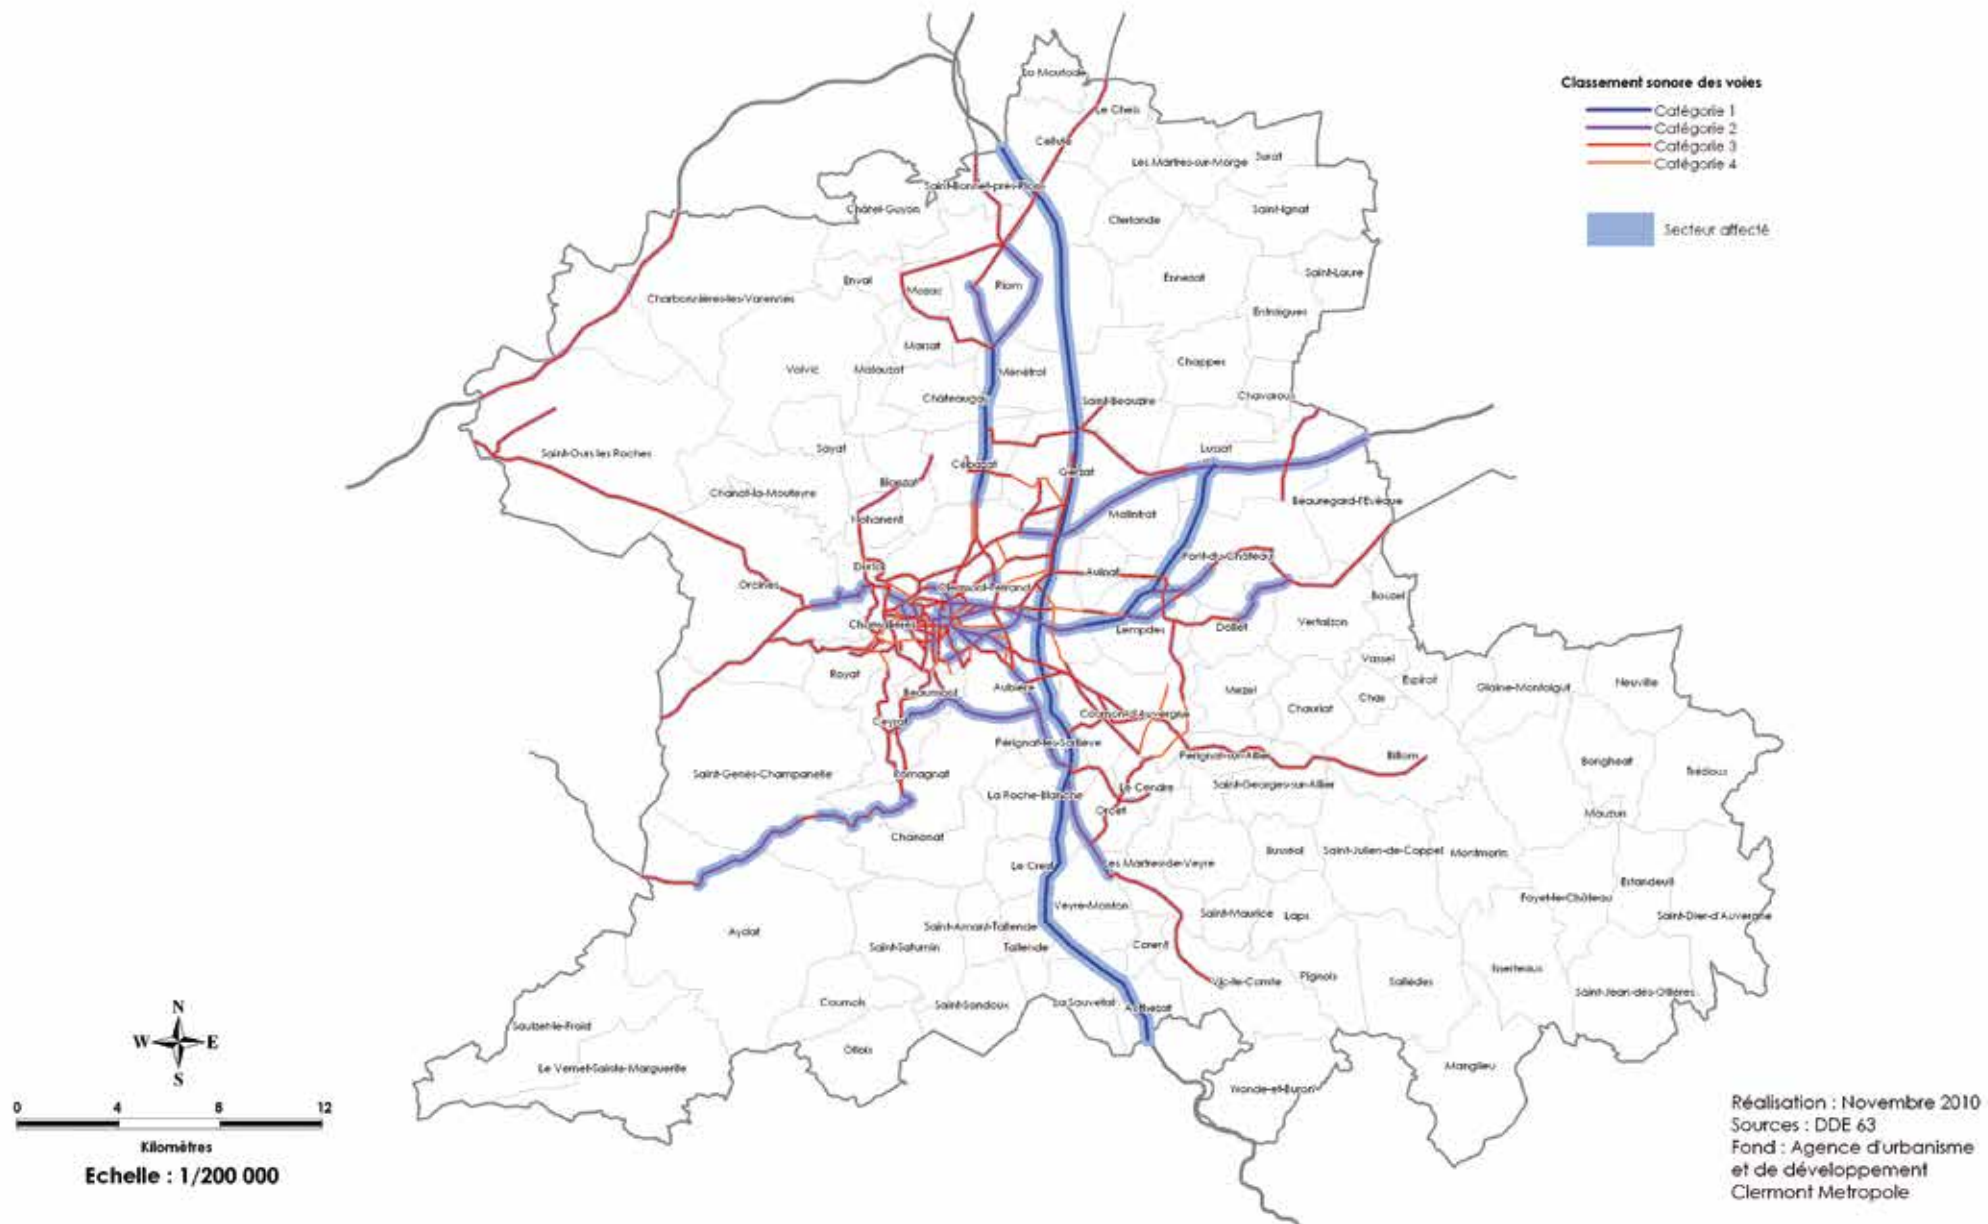 La Moutade
Le Cheix
Cellule
Les Martres-sur-Morge
Surat
Saint-Bonnet-près-Riom
Châtel-Guyon
Clerlande
Saint-Ignat
Classement sonore des voies
Catégorie 1
Catégorie 2
Catégorie 3
Catégorie 4
Secteur affecté
Enval
Mozac
Riom
Ennezat
Saint-Laure
Charbonnières-les-Varennes
Entraigues
Marsat
Volvic
Malauzat
Ménétrol
Chappes
Châteaugay
Saint-Beauzire
Chavaroux
Saint-Ours les Roches
Sayat
Cébazat
Gerzat
Lussat
Blanzat
Chanat-la-Mouteyre
Nohanent
Malintrat
Beauregard-l'Evêque
Durtol
Pont-du-Château
Orcines
Clermont-Ferrand
Aulnat
Bouzel
Chamalières
Lempdes
Dallet
Vertaizon
Royat
Vassel
Espirat
Beaumont
Aubière
Mezel
Chas
Glaine-Montaigut
Neuville
Ceyrat
Cournon-d'Auvergne
Chauriat
Pérignat-les-Sarlieve
Pérignat-sur-Allier
Billom
Bongheat
Trézioux
Saint-Genès-Champanelle
Romagnat
La Roche-Blanche
Le Cendre
Saint-Georges-sur-Allier
Orcet
Mauzun
Chanonat
Le Crest
Les Martres-de-Veyre
Busséol
Saint-Julien-de-Coppel
Montmorin
Estandeuil
Fayet-le-Château
Veyre-Monton
Saint-Maurice
Laps
Saint-Dier-d'Auvergne
Aydat
Saint-Amant-Tallende
Saint-Saturnin
Tallende
Corent
Vic-le-Comte
Pignols
Sallèdes
Isserteaux
Saint-Jean-des-Ollières
Cournols
Saint-Sandoux
La Sauvetat
Authezat
Saulzet-le-Froid
Olloix
Le Vernet-Sainte-Marguerite
Manglieu
Yronde-et-Buron
N
W E
S
0 4 8 12
Kilomètres
Echelle : 1/200 000
Réalisation : Novembre 2010
Sources : DDE 63
Fond : Agence d'urbanisme
et de développement
Clermont Metropole